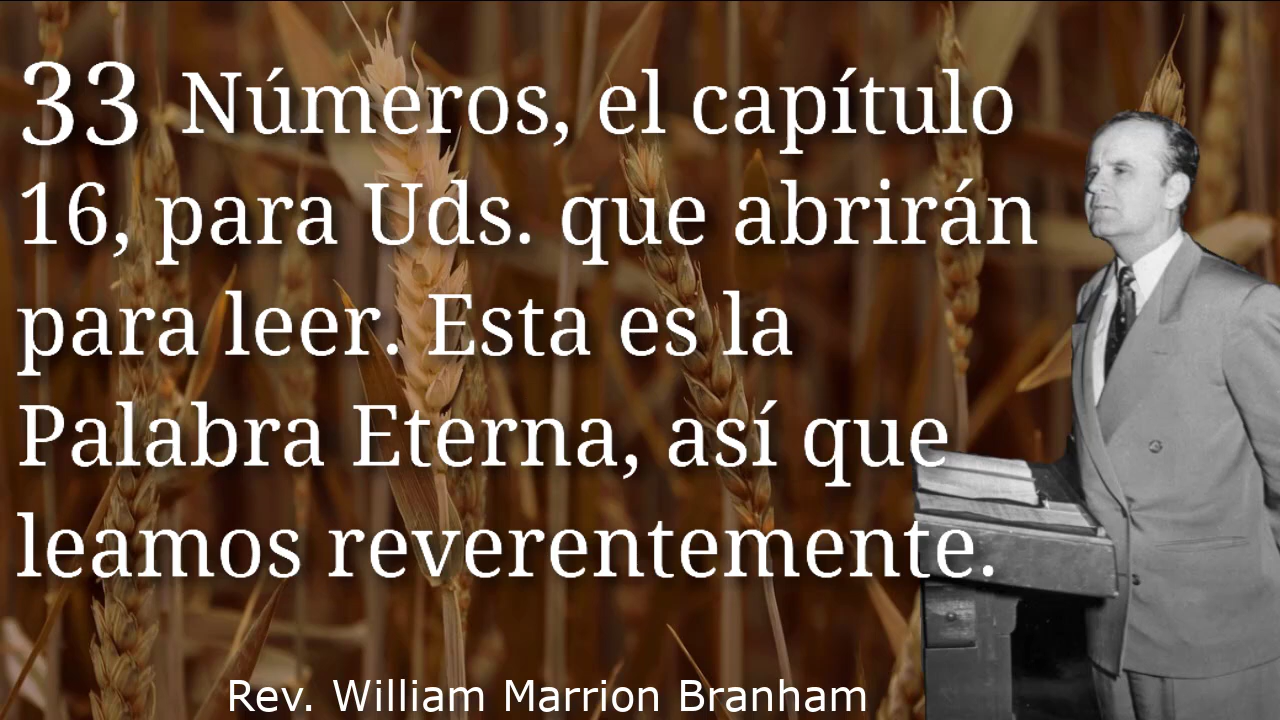 33 Números, el capítulo
16, para Uds. que abrirán
para leer. Esta es la
Palabra Eterna, así que
leamos reverentemente.
Rev. William Marrion Branham